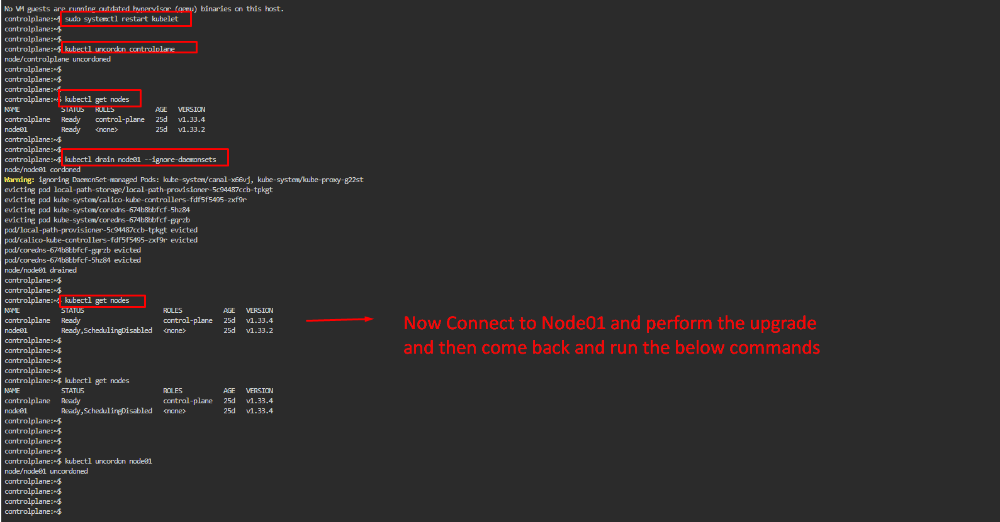 No VM guests are running outdated hypervisor (qemu) binaries on this host.
controlplane:~$ sudo systemctl restart kubelet
controlplane:~$
controlplane:~$
controlplane:~$ kubectl uncordon controlplane
node/controlplane uncordoned
controlplane:~$
controlplane:~$
controlplane:~$
controlplane:~$ kubectl get nodes
NAME STATUS ROLES AGE VERSION
controlplane Ready control-plane 25d v1.33.4
node01 Ready <none> 25d v1.33.2
controlplane:~$
controlplane:~$
controlplane:~$ kubectl drain node01 --ignore-daemonsets
node/node01 cordoned
Warning: ignoring DaemonSet-managed Pods: kube-system/canal-x66vj, kube-system/kube-proxy-g22st
evicting pod local-path-storage/local-path-provisioner-5c94487ccb-tpkgt
evicting pod kube-system/calico-kube-controllers-fdf5f5495-zxf9r
evicting pod kube-system/coredns-674b8bbfcf-5hz84
evicting pod kube-system/coredns-674b8bbfcf-gqrzb
pod/local-path-provisioner-5c94487ccb-tpkgt evicted
pod/calico-kube-controllers-fdf5f5495-zxf9r evicted
pod/coredns-674b8bbfcf-gqrzb evicted
pod/coredns-674b8bbfcf-5hz84 evicted
node/node01 drained
controlplane:~$
controlplane:~$
controlplane:~$ kubectl get nodes
NAME STATUS ROLES AGE VERSION
controlplane Ready control-plane 25d v1.33.4
node01 Ready,SchedulingDisabled <none> 25d v1.33.2
Now Connect to Node01 and perform the upgrade
and then come back and run the below commands
controlplane:~$
controlplane:~$
controlplane:~$
controlplane:~$
controlplane:~$ kubectl get nodes
NAME STATUS ROLES AGE VERSION
controlplane Ready control-plane 25d v1.33.4
node01 Ready,SchedulingDisabled <none> 25d v1.33.4
controlplane:~$
controlplane:~$
controlplane:~$
controlplane:~$
controlplane:~$ kubectl uncordon node01
node/node01 uncordoned
controlplane:~$
controlplane:~$
controlplane:~$
controlplane:~$